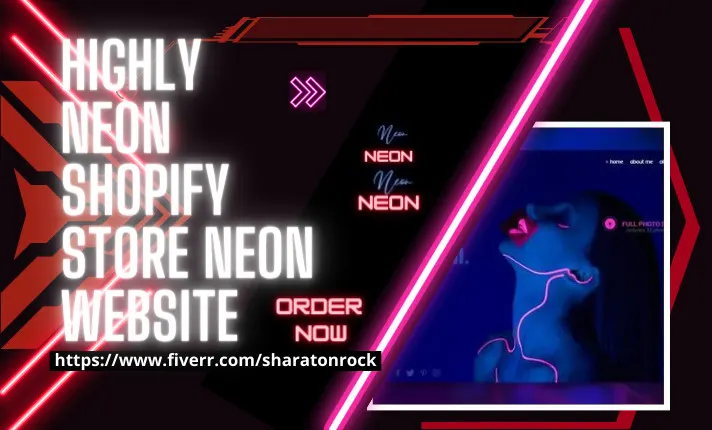 HIGHLY
NEON
SHOPIFY
STORE NEON
WEBSITE
https://www.fiverr.com/sharatonrock
Neon
NEON
Neon
NEON
ORDER
NOW
home about me
FULL PHOTO